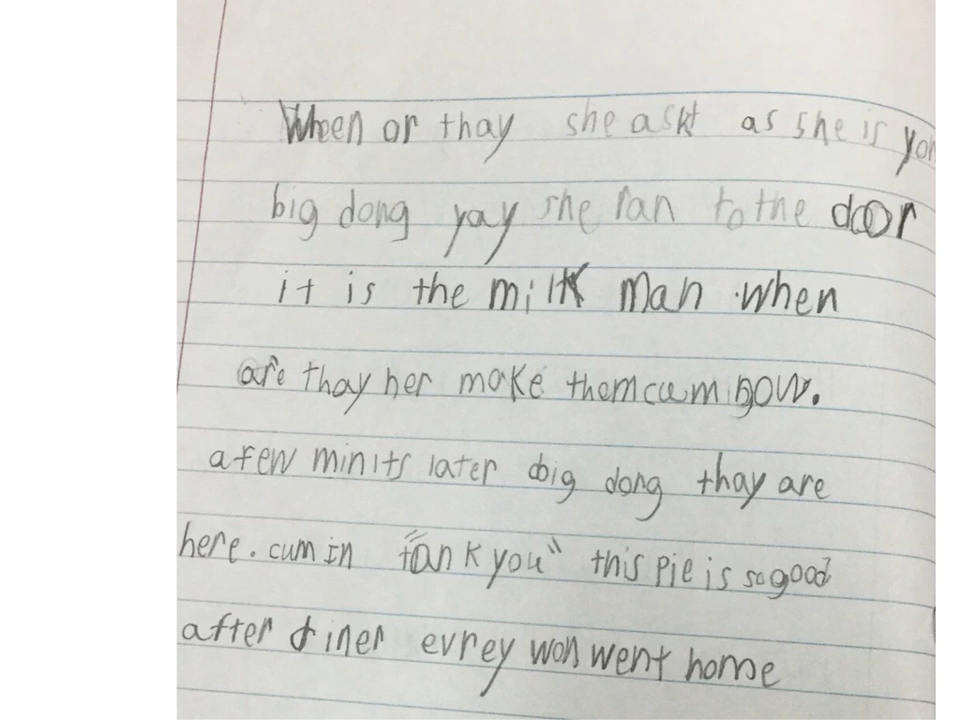 When or thay she askt as she is
big dong yay she ran to the door
it is the milk man when
are thay her make them cum now.
a few minits later big dong thay are
here. cum in "tank you" this pie is so good
after diner evrey won went home